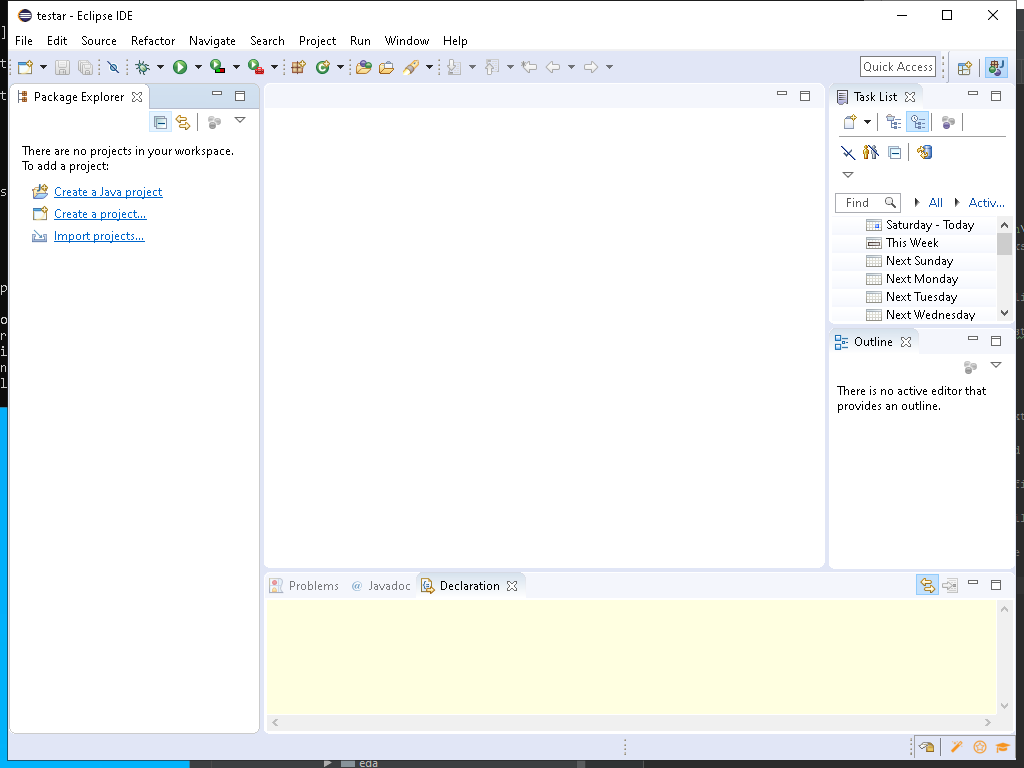 testar - Eclipse IDE
File Edit Source Refactor Navigate Search Project Run Window Help
Quick Access
Package Explorer
There are no projects in your workspace.
To add a project:
Create a Java project
Create a project...
Import projects...
Task List
Find All Activ...
Saturday - Today
This Week
Next Sunday
Next Monday
Next Tuesday
Next Wednesday
Outline
There is no active editor that
provides an outline.
Problems @ Javadoc Declaration
eda